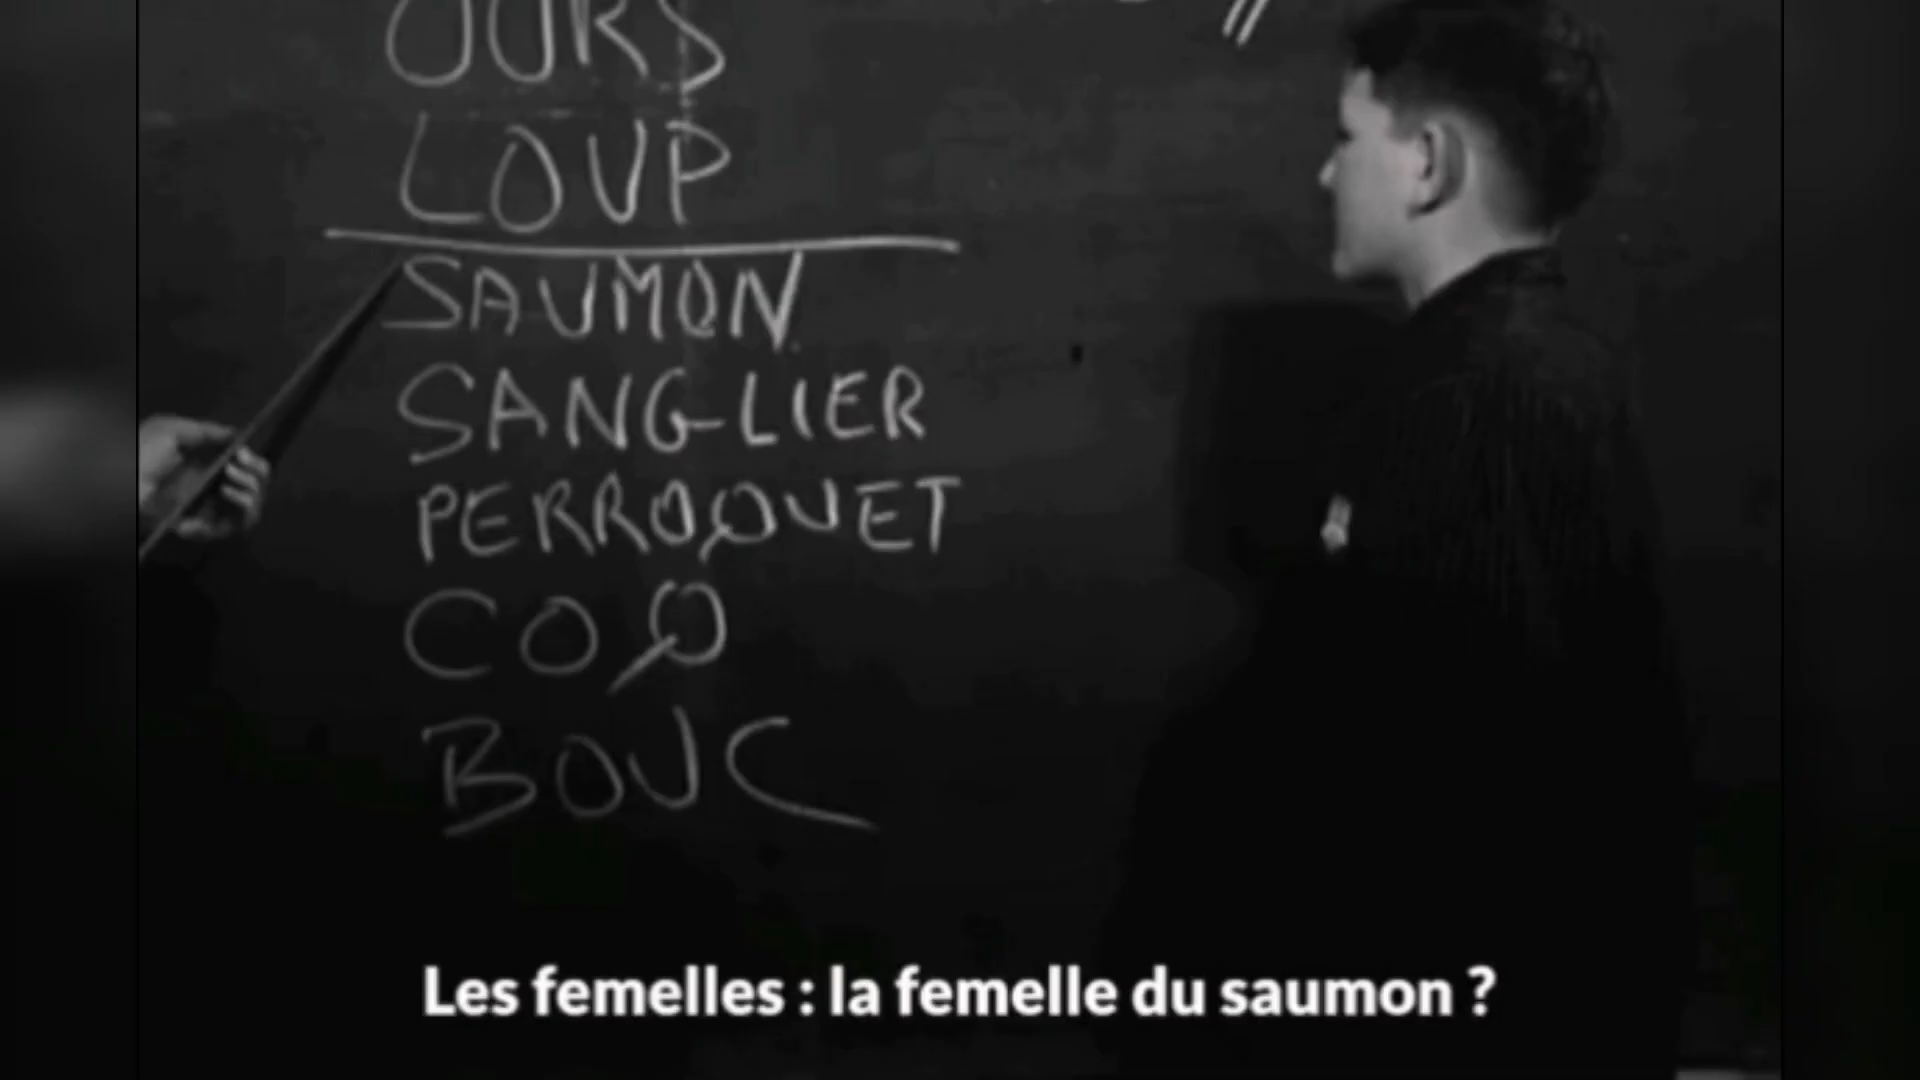 OURS
LOUP
SAUMON
SANGLIER
PERROQUET
COQ
BOUC
Les femelles : la femelle du saumon ?